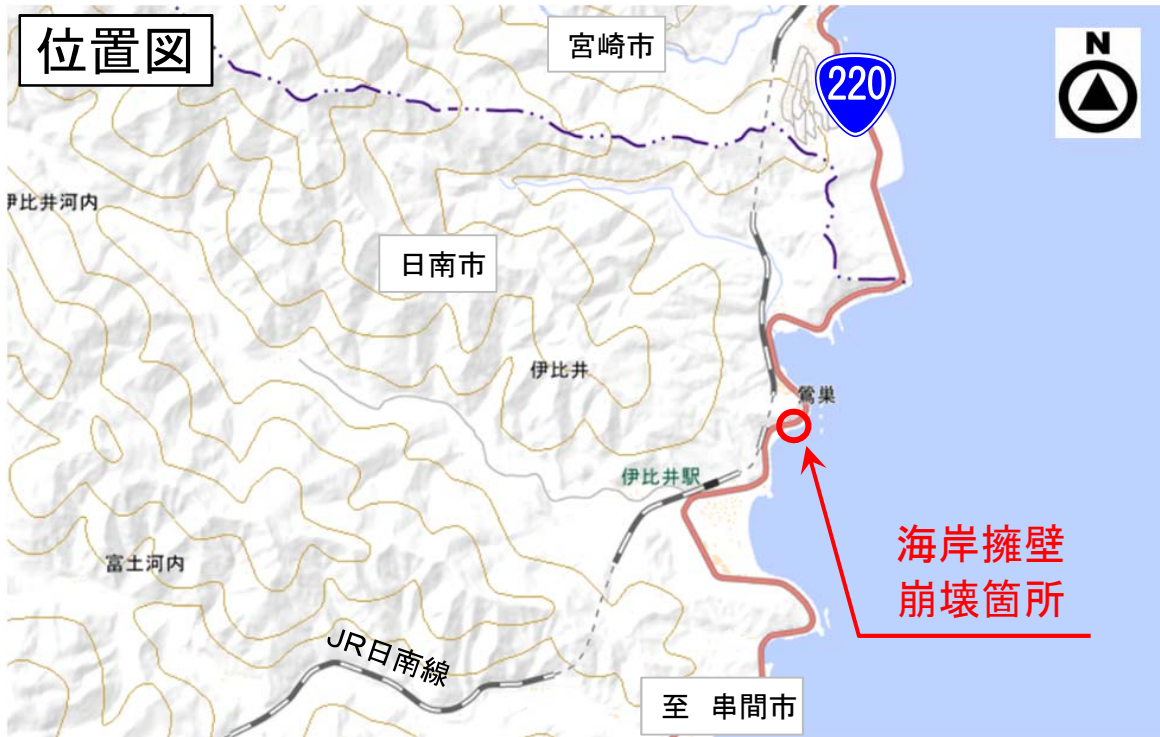 位置図
宮崎市
N
220
伊比井河内
日南市
伊比井
鶯巣
伊比井駅
海岸擁壁
崩壊箇所
富土河内
JR日南線
至 串間市